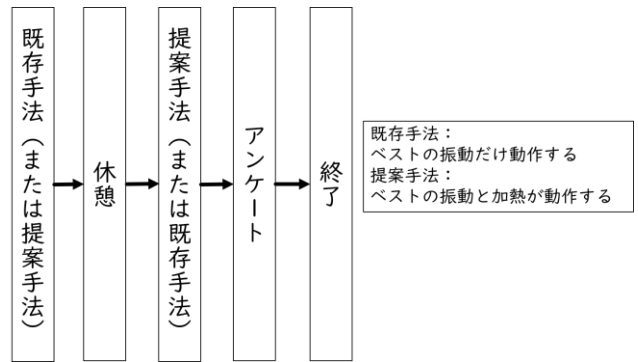 既存手法（または提案手法）
休憩
提案手法（または既存手法）
アンケート
終了
既存手法：
ベストの振動だけ動作する
提案手法：
ベストの振動と加熱が動作する